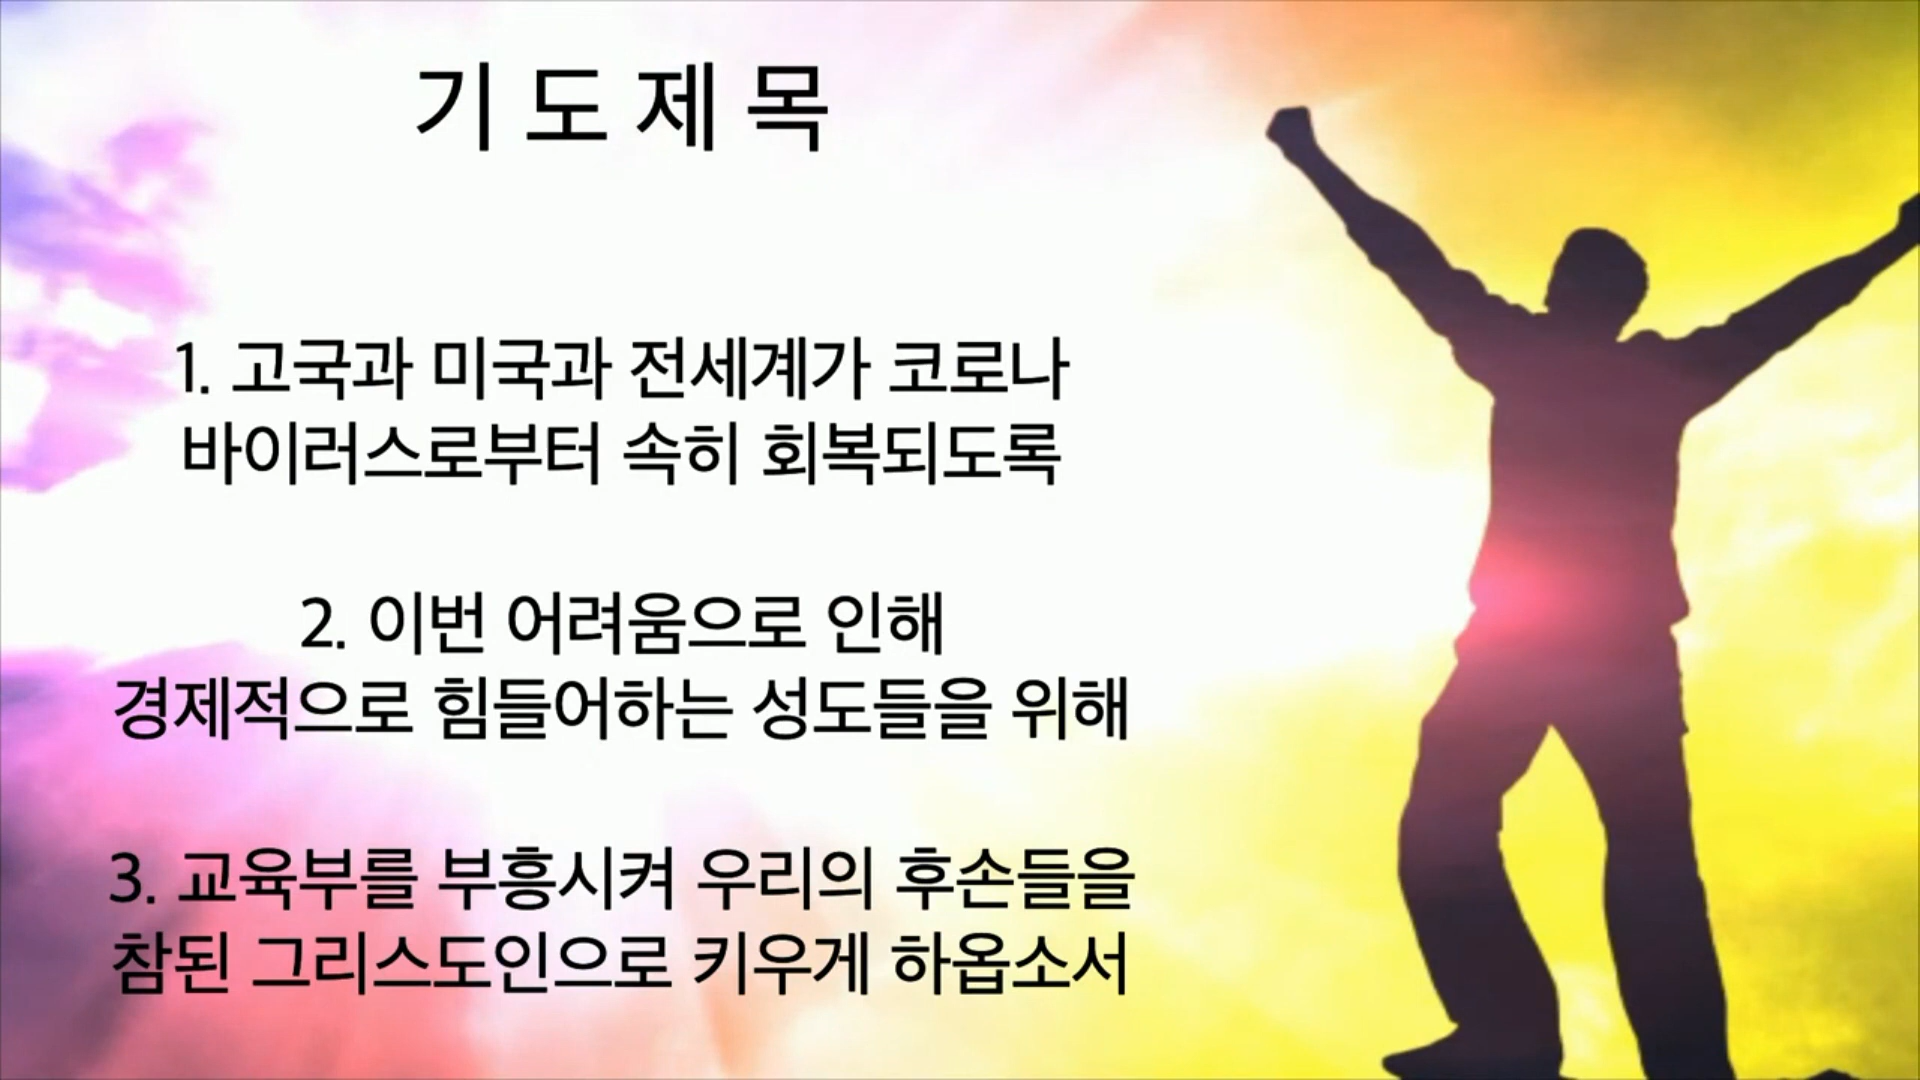 기 도 제 목
1. 고국과 미국과 전세계가 코로나
바이러스로부터 속히 회복되도록
2. 이번 어려움으로 인해
경제적으로 힘들어하는 성도들을 위해
3. 교육부를 부흥시켜 우리의 후손들을
참된 그리스도인으로 키우게 하옵소서